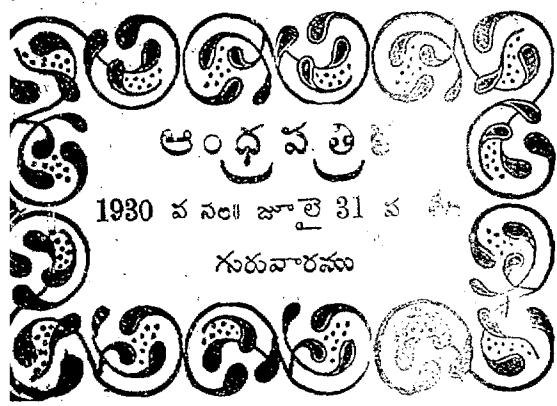 ఆంధ్రపత్రిక
1930 వ సం॥ జూలై 31 వ తేది
గురువారము